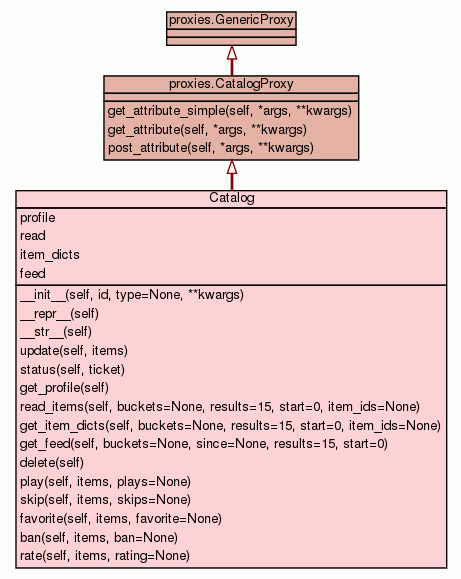 proxies.GenericProxy
proxies.CatalogProxy
get_attribute_simple(self, *args, **kwargs)
get_attribute(self, *args, **kwargs)
post_attribute(self, *args, **kwargs)
Catalog
profile
read
item_dicts
feed
__init__(self, id, type=None, **kwargs)
__repr__(self)
__str__(self)
update(self, items)
status(self, ticket)
get_profile(self)
read_items(self, buckets=None, results=15, start=0, item_ids=None)
get_item_dicts(self, buckets=None, results=15, start=0, item_ids=None)
get_feed(self, buckets=None, since=None, results=15, start=0)
delete(self)
play(self, items, plays=None)
skip(self, items, skips=None)
favorite(self, items, favorite=None)
ban(self, items, ban=None)
rate(self, items, rating=None)